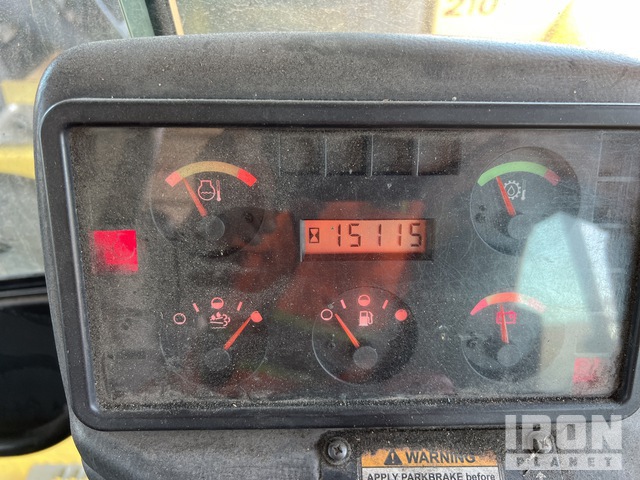 210
15115
IRON
PLANET
WARNING
APPLY PARKBRAKE before